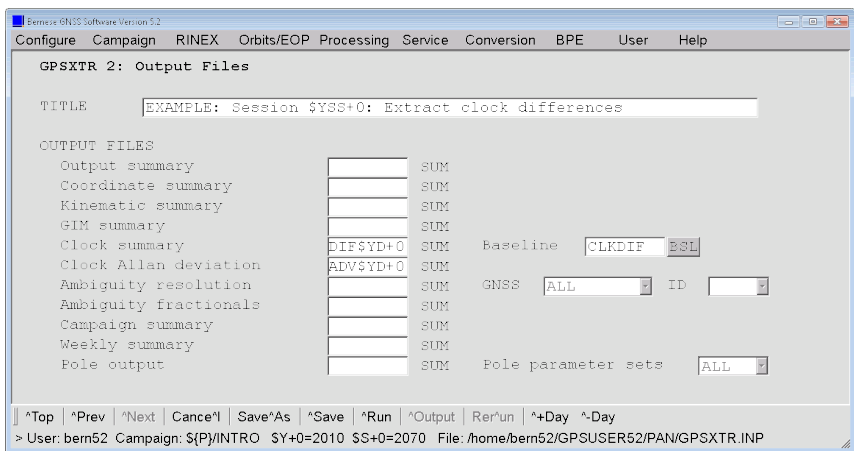 Bernese GNSS Software Version 5.2
Configure Campaign RINEX Orbits/EOP Processing Service Conversion BPE User Help
GPSXTR 2: Output Files
TITLE EXAMPLE: Session $YSS+0: Extract clock differences
OUTPUT FILES
Output summary SUM
Coordinate summary SUM
Kinematic summary SUM
GIM summary SUM
Clock summary DIF$YD+0 SUM Baseline CLKDIF BSL
Clock Allan deviation ADV$YD+0 SUM
Ambiguity resolution SUM GNSS ALL ID
Ambiguity fractionals SUM
Campaign summary SUM
Weekly summary SUM
Pole output SUM Pole parameter sets ALL
^Top ^Prev ^Next Cance^l Save^As ^Save ^Run ^Output Rer^un ^+Day ^-Day
> User: bern52 Campaign: ${P}/INTRO $Y+0=2010 $S+0=2070 File: /home/bern52/GPSUSER52/PAN/GPSXTR.INP